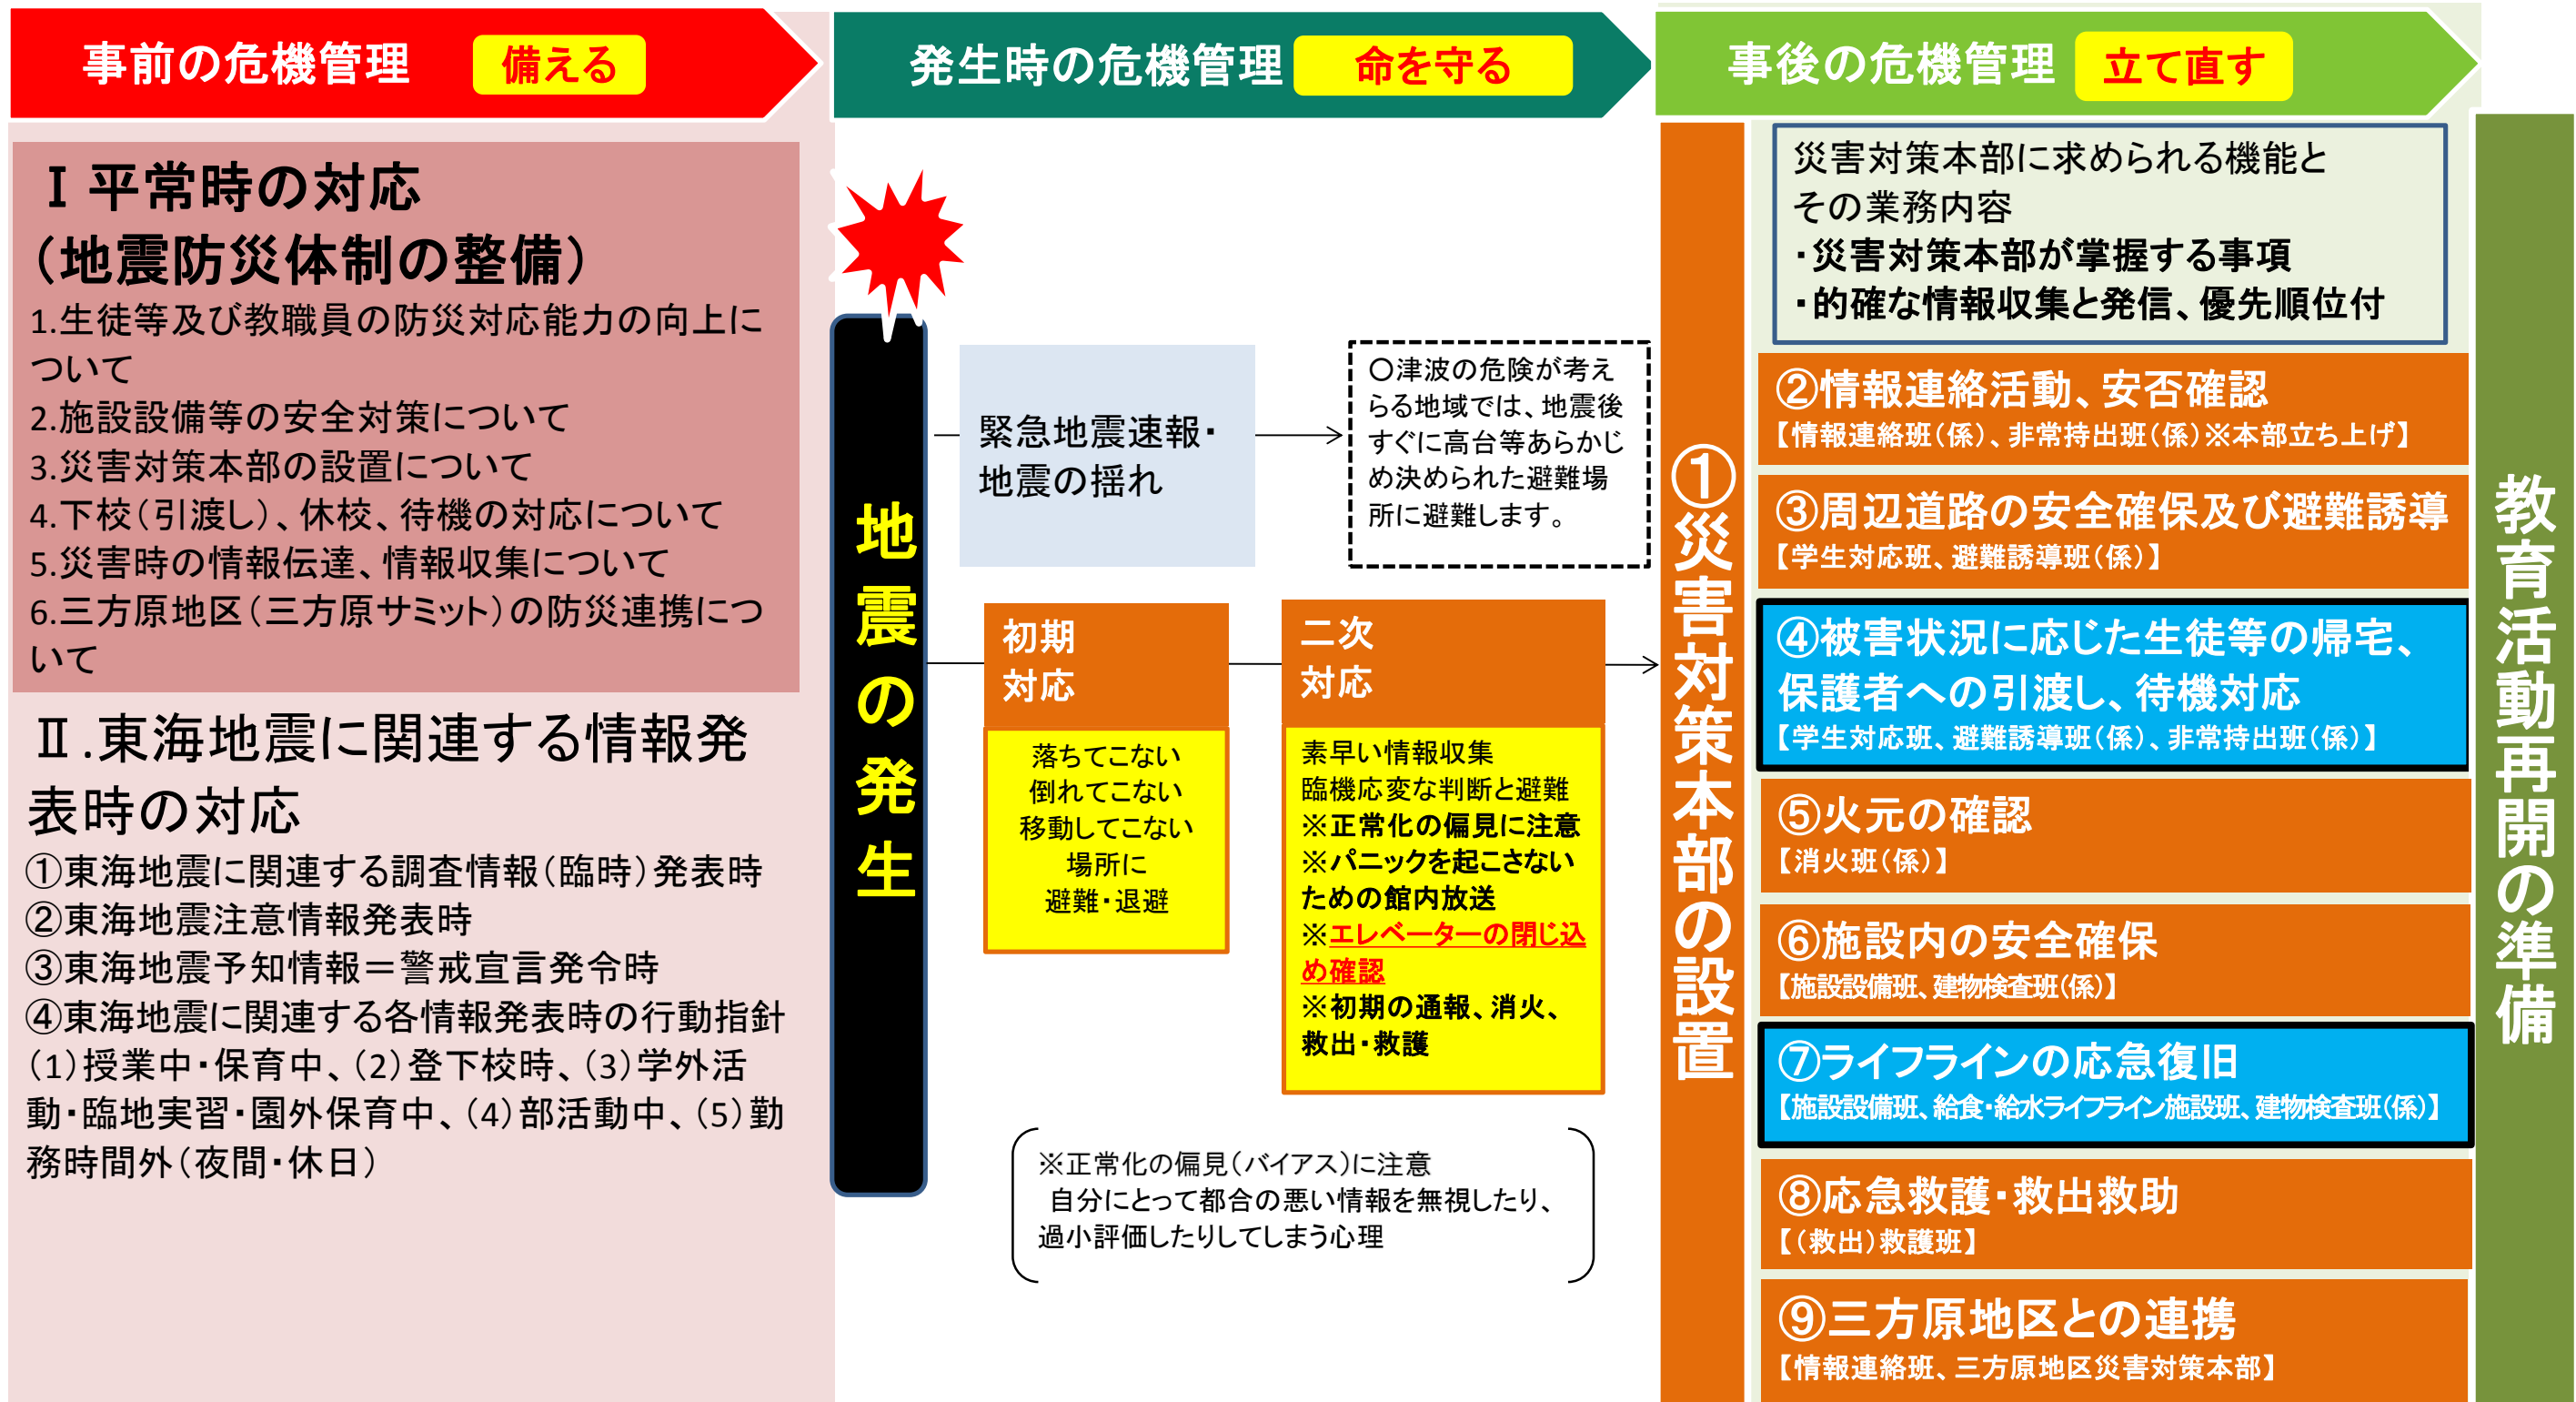 事前の危機管理 備える
Ⅰ 平常時の対応
(地震防災体制の整備)
1.生徒等及び教職員の防災対応能力の向上に
ついて
2.施設設備等の安全対策について
3.災害対策本部の設置について
4.下校(引渡し)、休校、待機の対応について
5.災害時の情報伝達、情報収集について
6.三方原地区(三方原サミット)の防災連携につ
いて
Ⅱ.東海地震に関連する情報発
表時の対応
①東海地震に関連する調査情報(臨時)発表時
②東海地震注意情報発表時
③東海地震予知情報＝警戒宣言発令時
④東海地震に関連する各情報発表時の行動指針
(1)授業中・保育中、(2)登下校時、(3)学外活
動・臨地実習・園外保育中、(4)部活動中、(5)勤
務時間外(夜間・休日)
発生時の危機管理 命を守る
地震の発生
緊急地震速報・
地震の揺れ
〇津波の危険が考え
らる地域では、地震後
すぐに高台等あらかじ
め決められた避難場
所に避難します。
初期
対応
落ちてこない
倒れてこない
移動してこない
場所に
避難・退避
二次
対応
素早い情報収集
臨機応変な判断と避難
※正常化の偏見に注意
※パニックを起こさない
ための館内放送
※エレベーターの閉じ込
め確認
※初期の通報、消火、
救出・救護
※正常化の偏見(バイアス)に注意
自分にとって都合の悪い情報を無視したり、
過小評価したりしてしまう心理
事後の危機管理 立て直す
①災害対策本部の設置
災害対策本部に求められる機能と
その業務内容
・災害対策本部が掌握する事項
・的確な情報収集と発信、優先順位付
②情報連絡活動、安否確認
【情報連絡班(係)、非常持出班(係)※本部立ち上げ】
③周辺道路の安全確保及び避難誘導
【学生対応班、避難誘導班(係)】
④被害状況に応じた生徒等の帰宅、
保護者への引渡し、待機対応
【学生対応班、避難誘導班(係)、非常持出班(係)】
⑤火元の確認
【消火班(係)】
⑥施設内の安全確保
【施設設備班、建物検査班(係)】
⑦ライフラインの応急復旧
【施設設備班、給食・給水ライフライン施設班、建物検査班(係)】
⑧応急救護・救出救助
【(救出)救護班】
⑨三方原地区との連携
【情報連絡班、三方原地区災害対策本部】
教育活動再開の準備